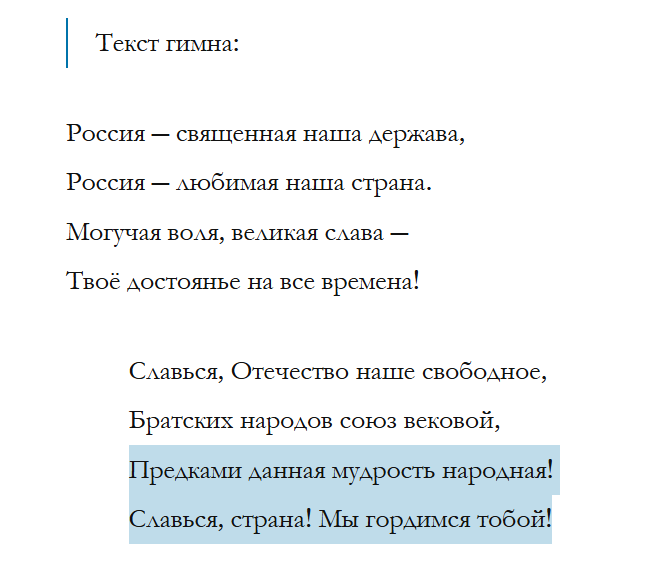 Текст гимна:
Россия — священная наша держава,
Россия — любимая наша страна.
Могучая воля, великая слава —
Твоё достоянье на все времена!
Славься, Отечество наше свободное,
Братских народов союз вековой,
Предками данная мудрость народная!
Славься, страна! Мы гордимся тобой!